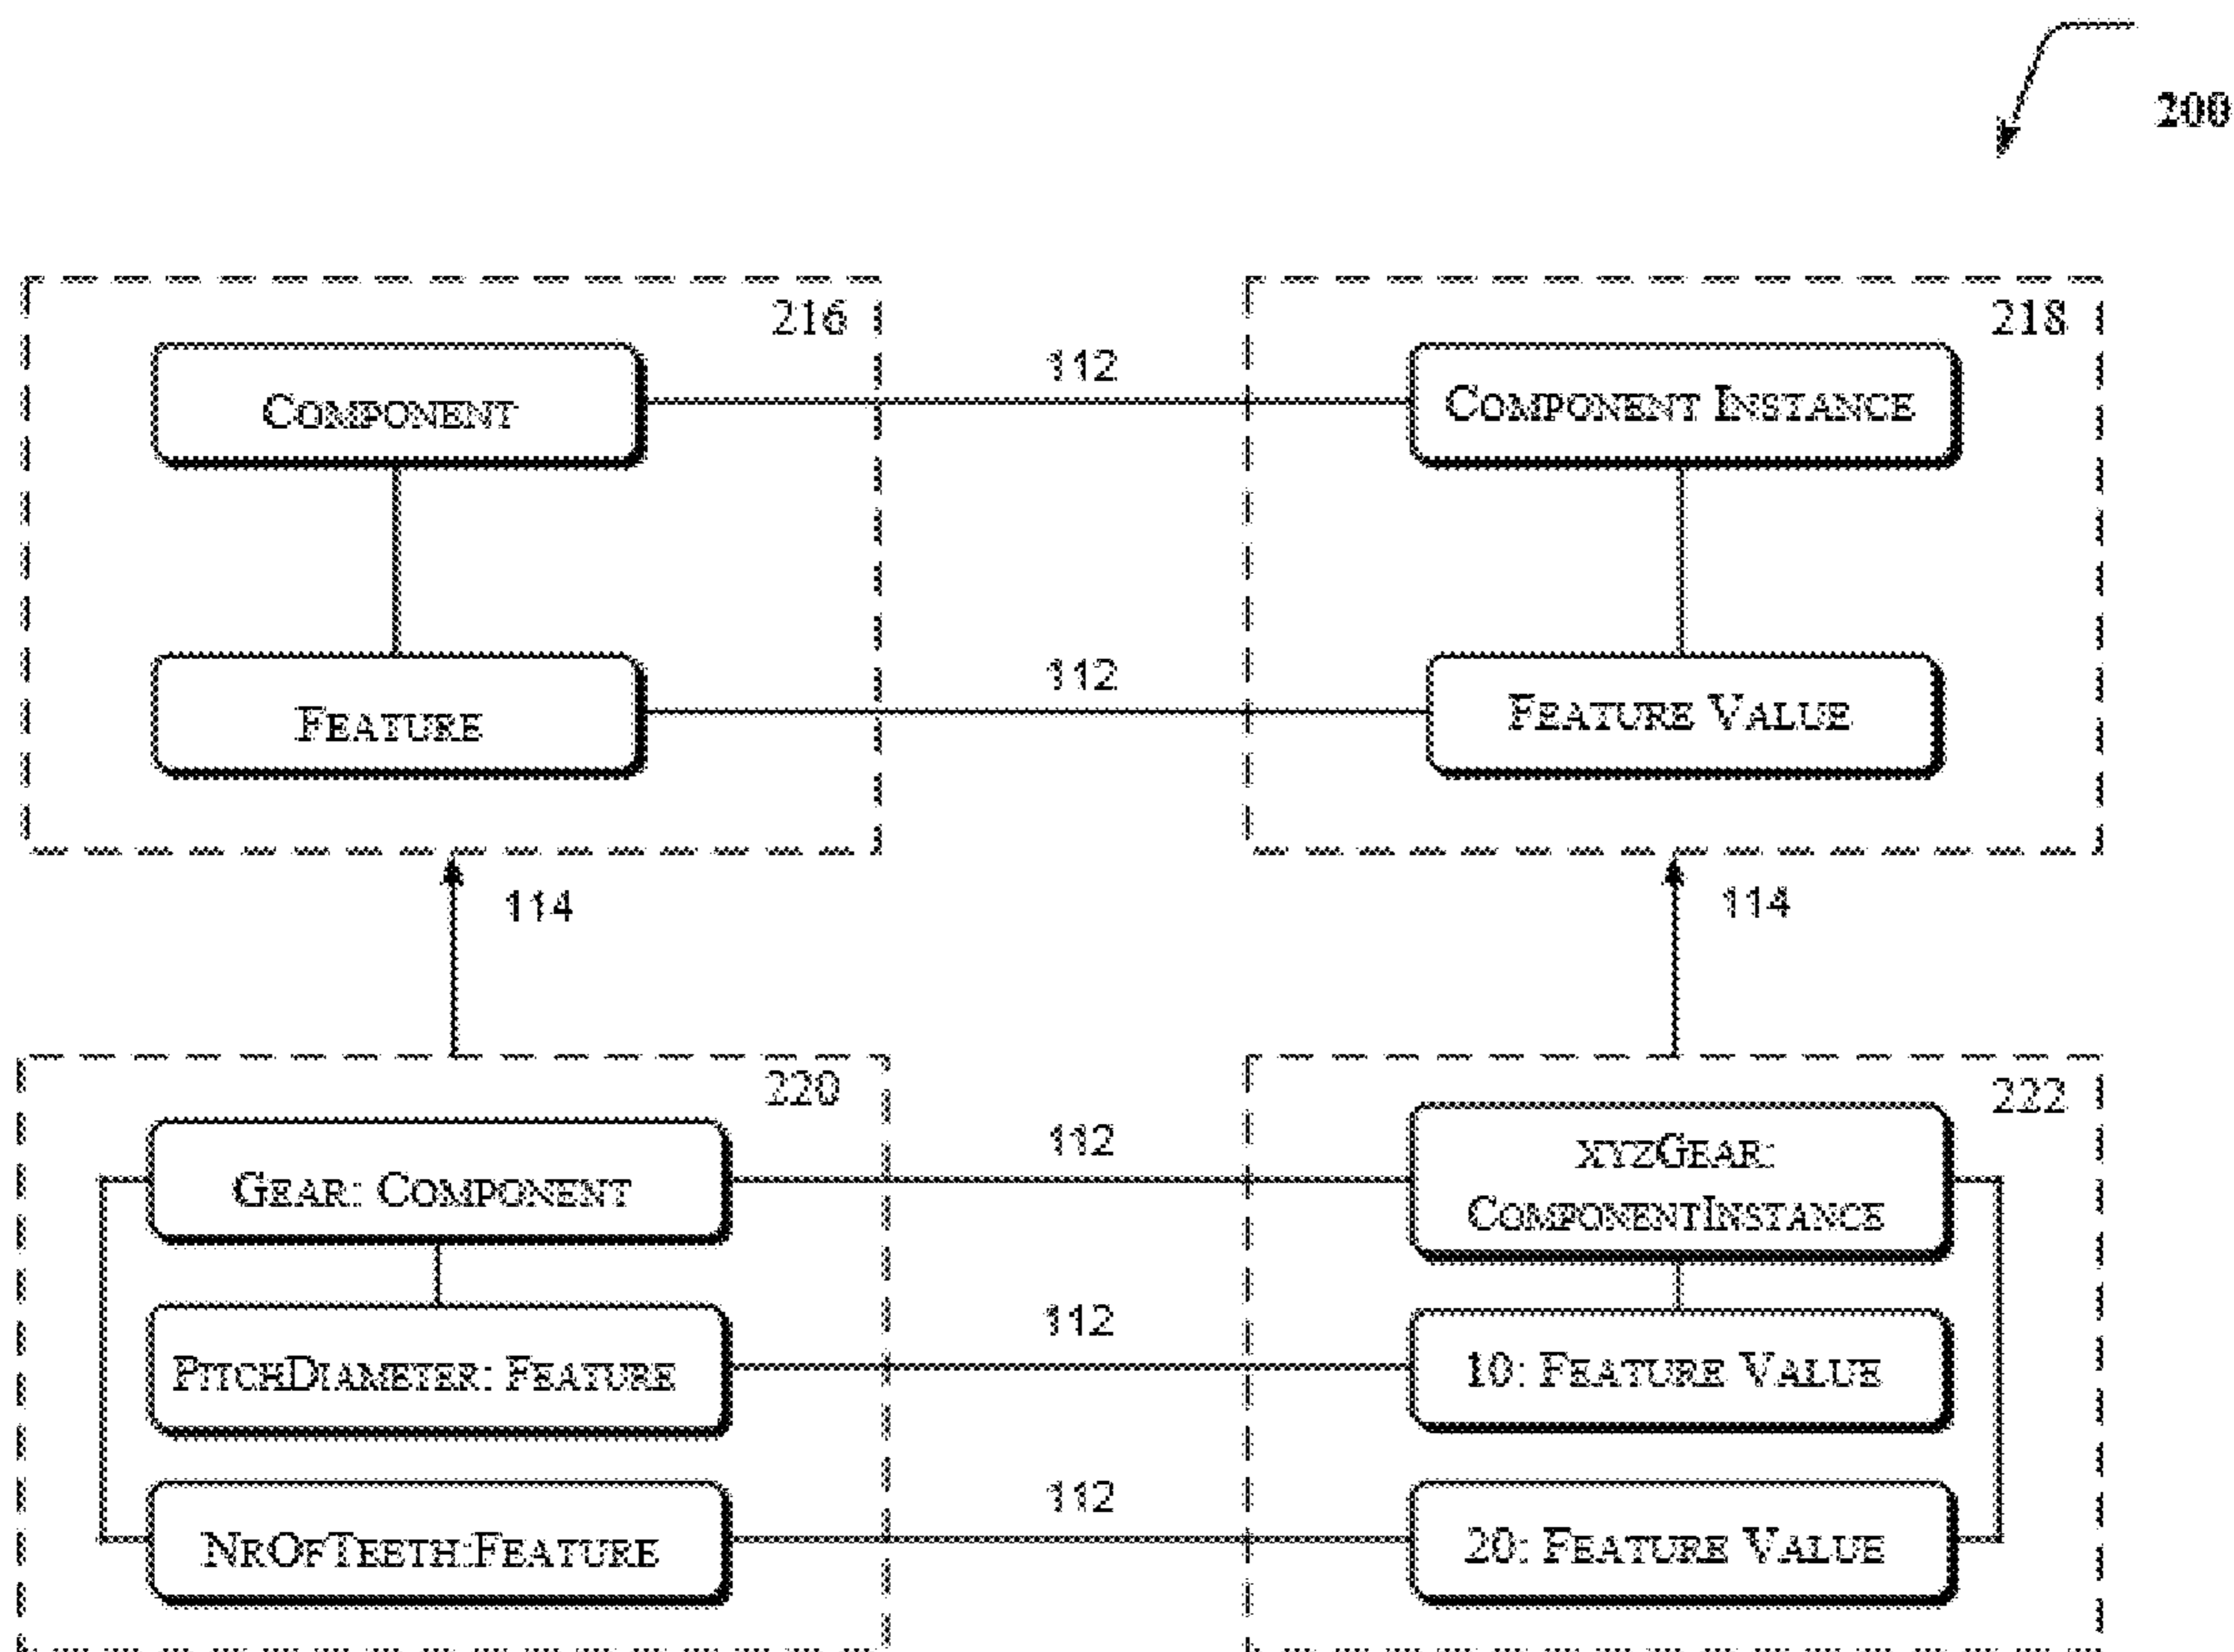 200
216
218
COMPONENT
112
COMPONENT INSTANCE
FEATURE
112
FEATURE VALUE
114
114
220
222
GEAR: COMPONENT
112
XYZGEAR:
COMPONENTINSTANCE
PITCHDIAMETER: FEATURE
112
10: FEATURE VALUE
NROFTEETH:FEATURE
112
20: FEATURE VALUE